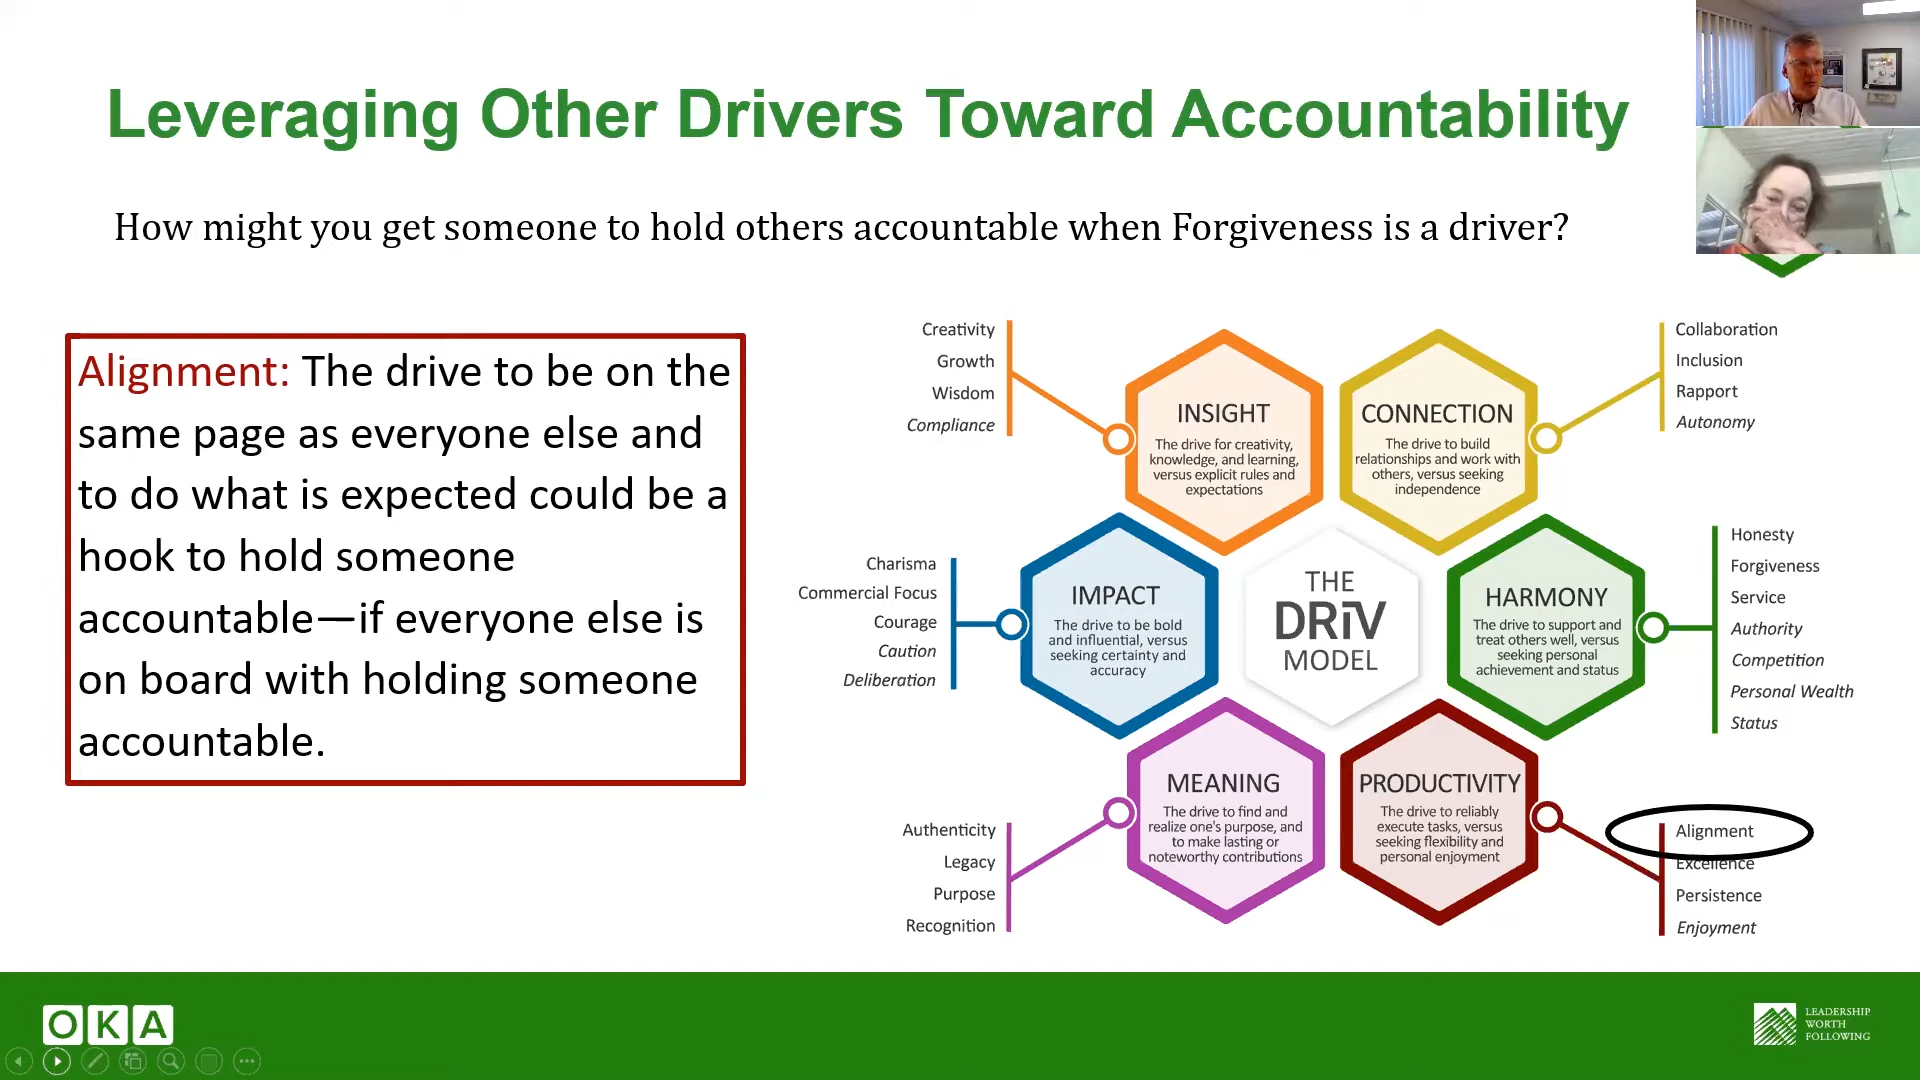 Leveraging Other Drivers Toward Accountability
How might you get someone to hold others accountable when Forgiveness is a driver?
Alignment: The drive to be on the
same page as everyone else and
to do what is expected could be a
hook to hold someone
accountable—if everyone else is
on board with holding someone
accountable.
Creativity
Growth
Wisdom
Compliance
INSIGHT
The drive for creativity,
knowledge, and learning,
versus explicit rules and
expectations
CONNECTION
The drive to build
relationships and work with
others, versus seeking
independence
Collaboration
Inclusion
Rapport
Autonomy
Charisma
Commercial Focus
Courage
Caution
Deliberation
IMPACT
The drive to be bold
and influential, versus
seeking certainty and
accuracy
THE
DRiV
MODEL
HARMONY
The drive to support and
treat others well, versus
seeking personal
achievement and status
Honesty
Forgiveness
Service
Authority
Competition
Personal Wealth
Status
Authenticity
Legacy
Purpose
Recognition
MEANING
The drive to find and
realize one's purpose, and
to make lasting or
noteworthy contributions
PRODUCTIVITY
The drive to reliably
execute tasks, versus
seeking flexibility and
personal enjoyment
Alignment
Excellence
Persistence
Enjoyment
OKA
LEADERSHIP
WORTH
FOLLOWING